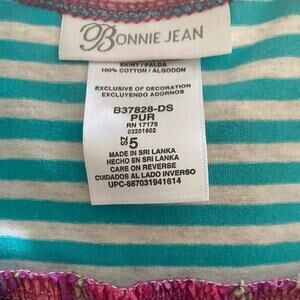 BONNIE JEAN
SKIRT / FALDA
100% COTTON / ALGODON
EXCLUSIVE OF DECORATION
EXCLUYENDO ADORNOS
B37828-DS
PUR
RN 17175
03201602
SZ 5
MADE IN SRI LANKA
HECHO EN SRI LANKA
CARE ON REVERSE
CUIDADOS AL LADO INVERSO
UPC-887031941614